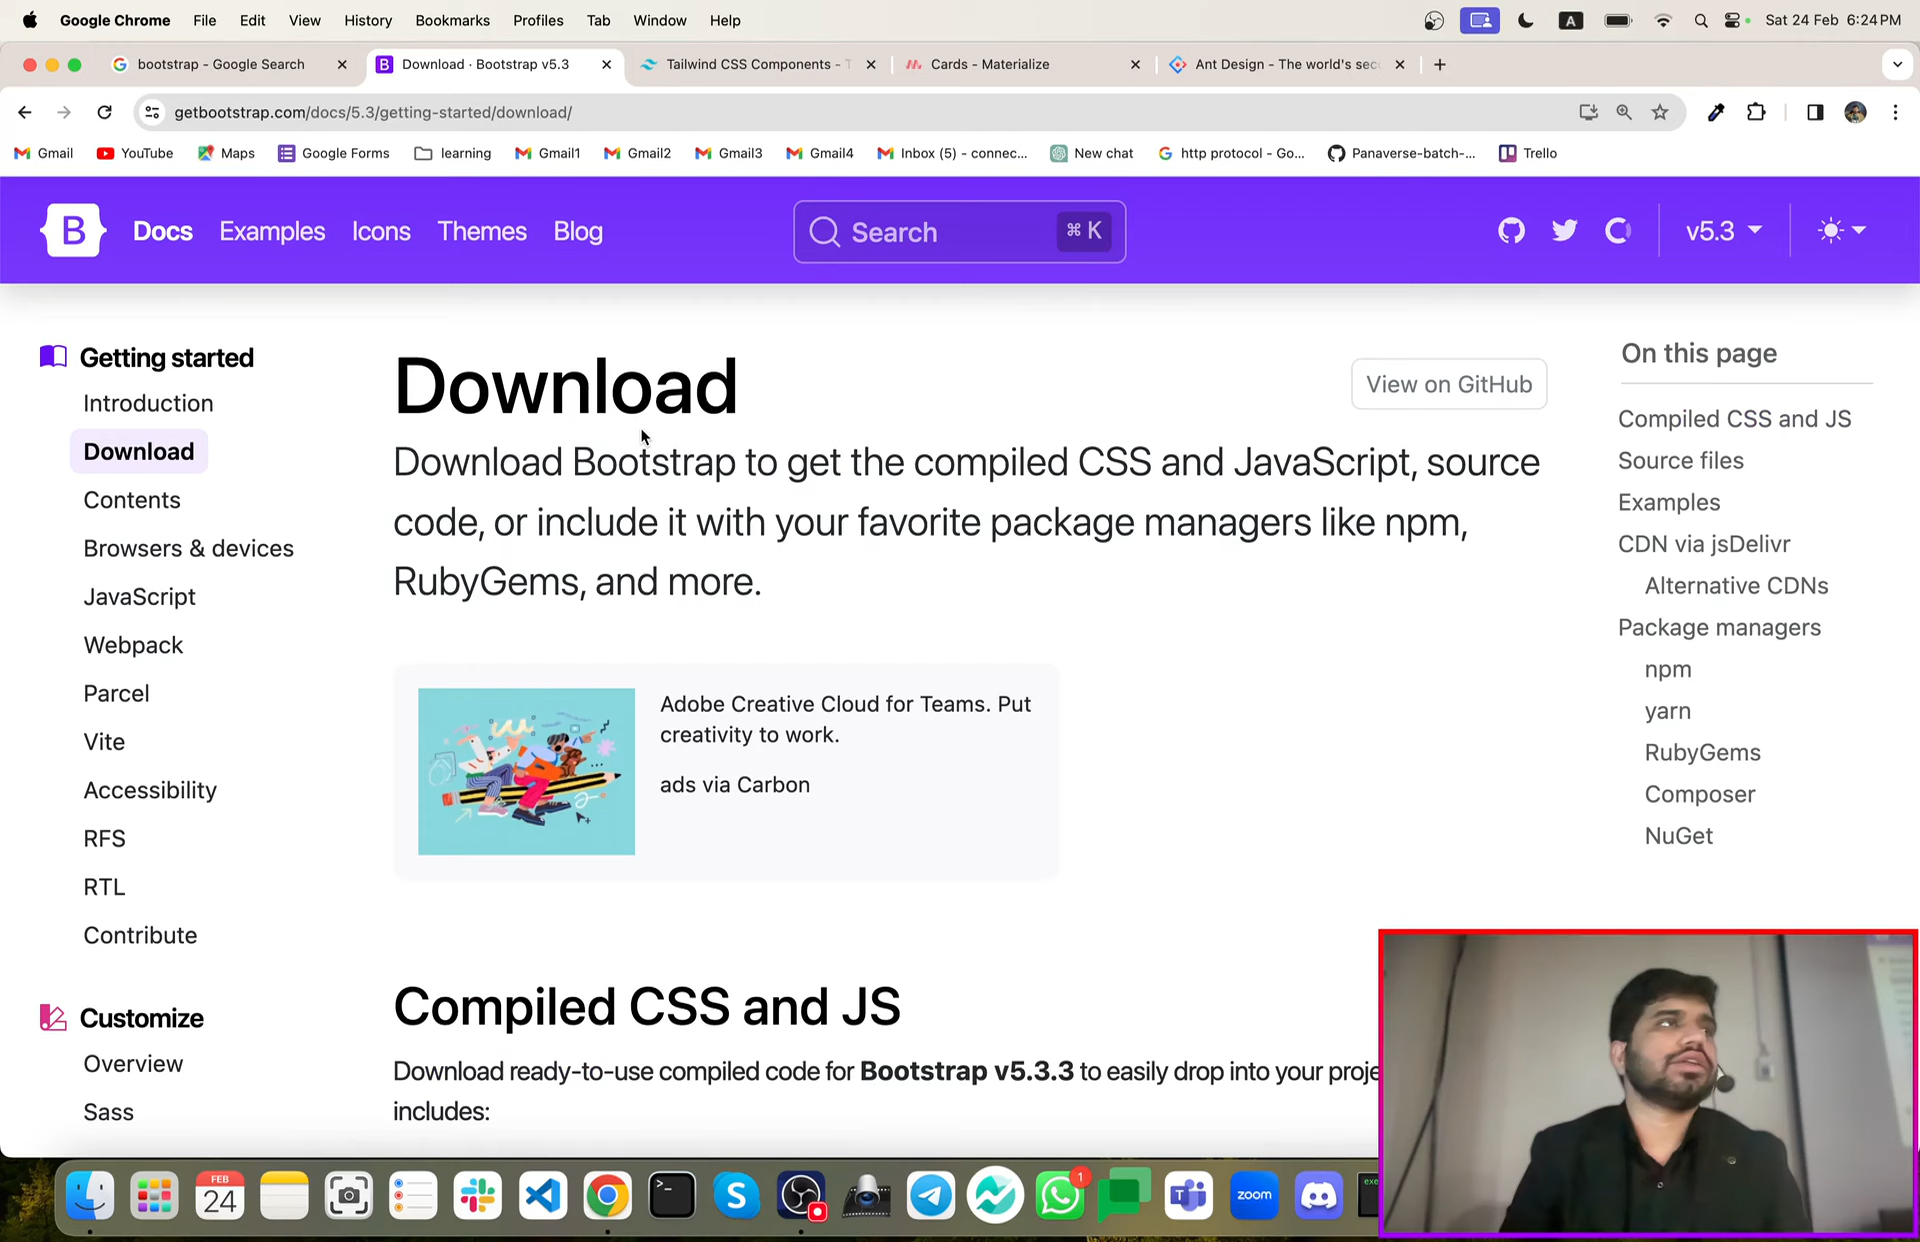 Google Chrome File Edit View History Bookmarks Profiles Tab Window Help A Sat 24 Feb 6:24 PM
bootstrap - Google Search
Download · Bootstrap v5.3
Tailwind CSS Components -
Cards - Materialize
Ant Design - The world's sec
getbootstrap.com/docs/5.3/getting-started/download/
Gmail YouTube Maps Google Forms learning Gmail1 Gmail2 Gmail3 Gmail4 Inbox (5) - connec... New chat http protocol - Go... Panaverse-batch-... Trello
B Docs Examples Icons Themes Blog Search ⌘ K v5.3
Getting started
Introduction
Download
Contents
Browsers & devices
JavaScript
Webpack
Parcel
Vite
Accessibility
RFS
RTL
Contribute
Customize
Overview
Sass
Download
View on GitHub
Download Bootstrap to get the compiled CSS and JavaScript, source
code, or include it with your favorite package managers like npm,
RubyGems, and more.
Adobe Creative Cloud for Teams. Put
creativity to work.
ads via Carbon
Compiled CSS and JS
Download ready-to-use compiled code for Bootstrap v5.3.3 to easily drop into your proje
includes:
On this page
Compiled CSS and JS
Source files
Examples
CDN via jsDelivr
Alternative CDNs
Package managers
npm
yarn
RubyGems
Composer
NuGet
FEB
24
1
zoom
exe